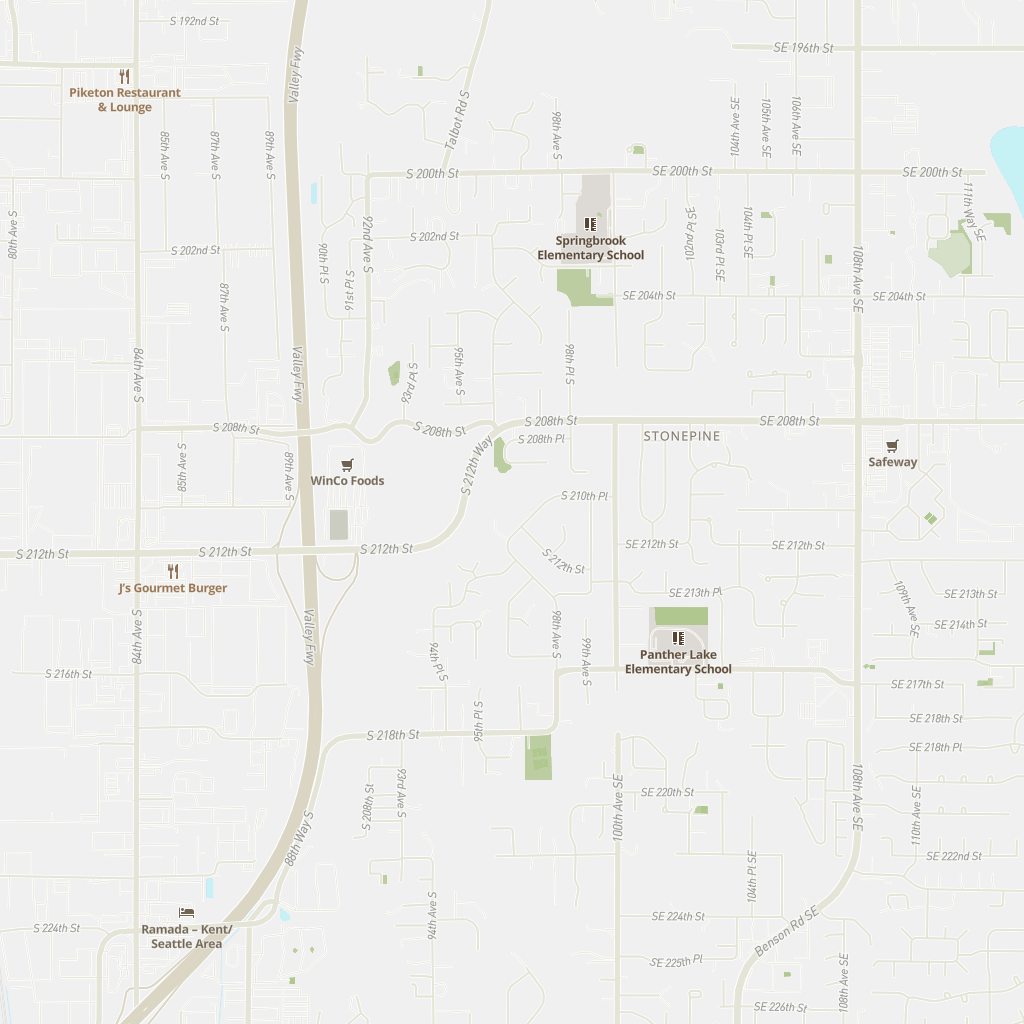 S 192nd St
Valley Fwy
SE 196th St
Piketon Restaurant
& Lounge
Talbot Rd S
98th Ave S
104th Ave SE
105th Ave SE
106th Ave SE
85th Ave S
87th Ave S
89th Ave S
S 200th St
SE 200th St
SE 200th St
80th Ave S
92nd Ave S
S 202nd St
S 202nd St
90th Pl S
91st Pl S
Springbrook
Elementary School
102nd Pl SE
103rd Pl SE
104th Pl SE
111th Way SE
108th Ave SE
87th Ave S
SE 204th St
SE 204th St
84th Ave S
Valley Fwy
93rd Pl S
95th Ave S
98th Pl S
S 208th St
S 208th St
S 208th St
SE 208th St
S 208th Pl
STONEPINE
S 212th Way
85th Ave S
89th Ave S
WinCo Foods
Safeway
S 210th Pl
S 212th St
S 212th St
S 212th St
S 212th St
SE 212th St
SE 212th St
J's Gourmet Burger
SE 213th Pl
109th Ave SE
SE 213th St
84th Ave S
Valley Fwy
94th Pl S
98th Ave S
99th Ave S
SE 214th St
Panther Lake
Elementary School
S 216th St
SE 217th St
95th Pl S
S 218th St
SE 218th St
SE 218th Pl
93rd Ave S
S 208th St
100th Ave SE
SE 220th St
108th Ave SE
110th Ave SE
88th Way S
SE 222nd St
104th Pl SE
94th Ave S
Ramada – Kent/
Seattle Area
S 224th St
SE 224th St
Benson Rd SE
SE 225th Pl
108th Ave SE
SE 226th St